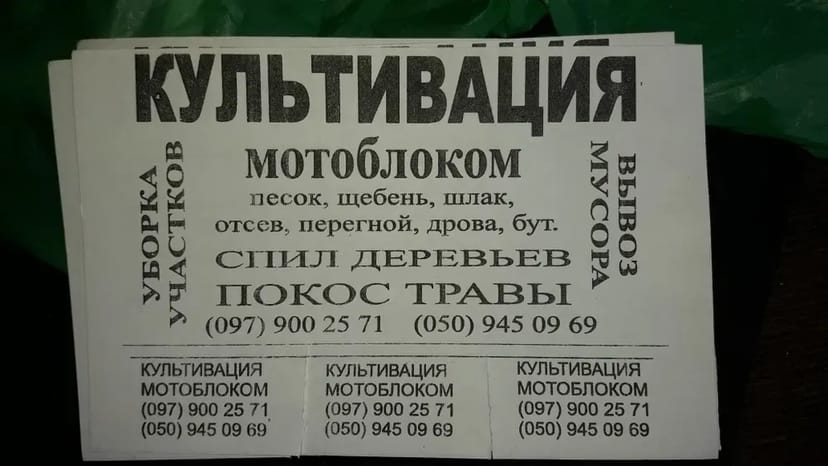 КУЛЬТИВАЦИЯ
МОТОБЛОКОМ
УБОРКА
УЧАСТКОВ
песок, щебень, шлак,
отсев, перегной, дрова, бут.
СПИЛ ДЕРЕВЬЕВ
ПОКОС ТРАВЫ
ВЫВОЗ
МУСОРА
(097) 900 25 71 (050) 945 09 69
КУЛЬТИВАЦИЯ
МОТОБЛОКОМ
(097) 900 25 71
(050) 945 09 69
КУЛЬТИВАЦИЯ
МОТОБЛОКОМ
(097) 900 25 71
(050) 945 09 69
КУЛЬТИВАЦИЯ
МОТОБЛОКОМ
(097) 900 25 71
(050) 945 09 69